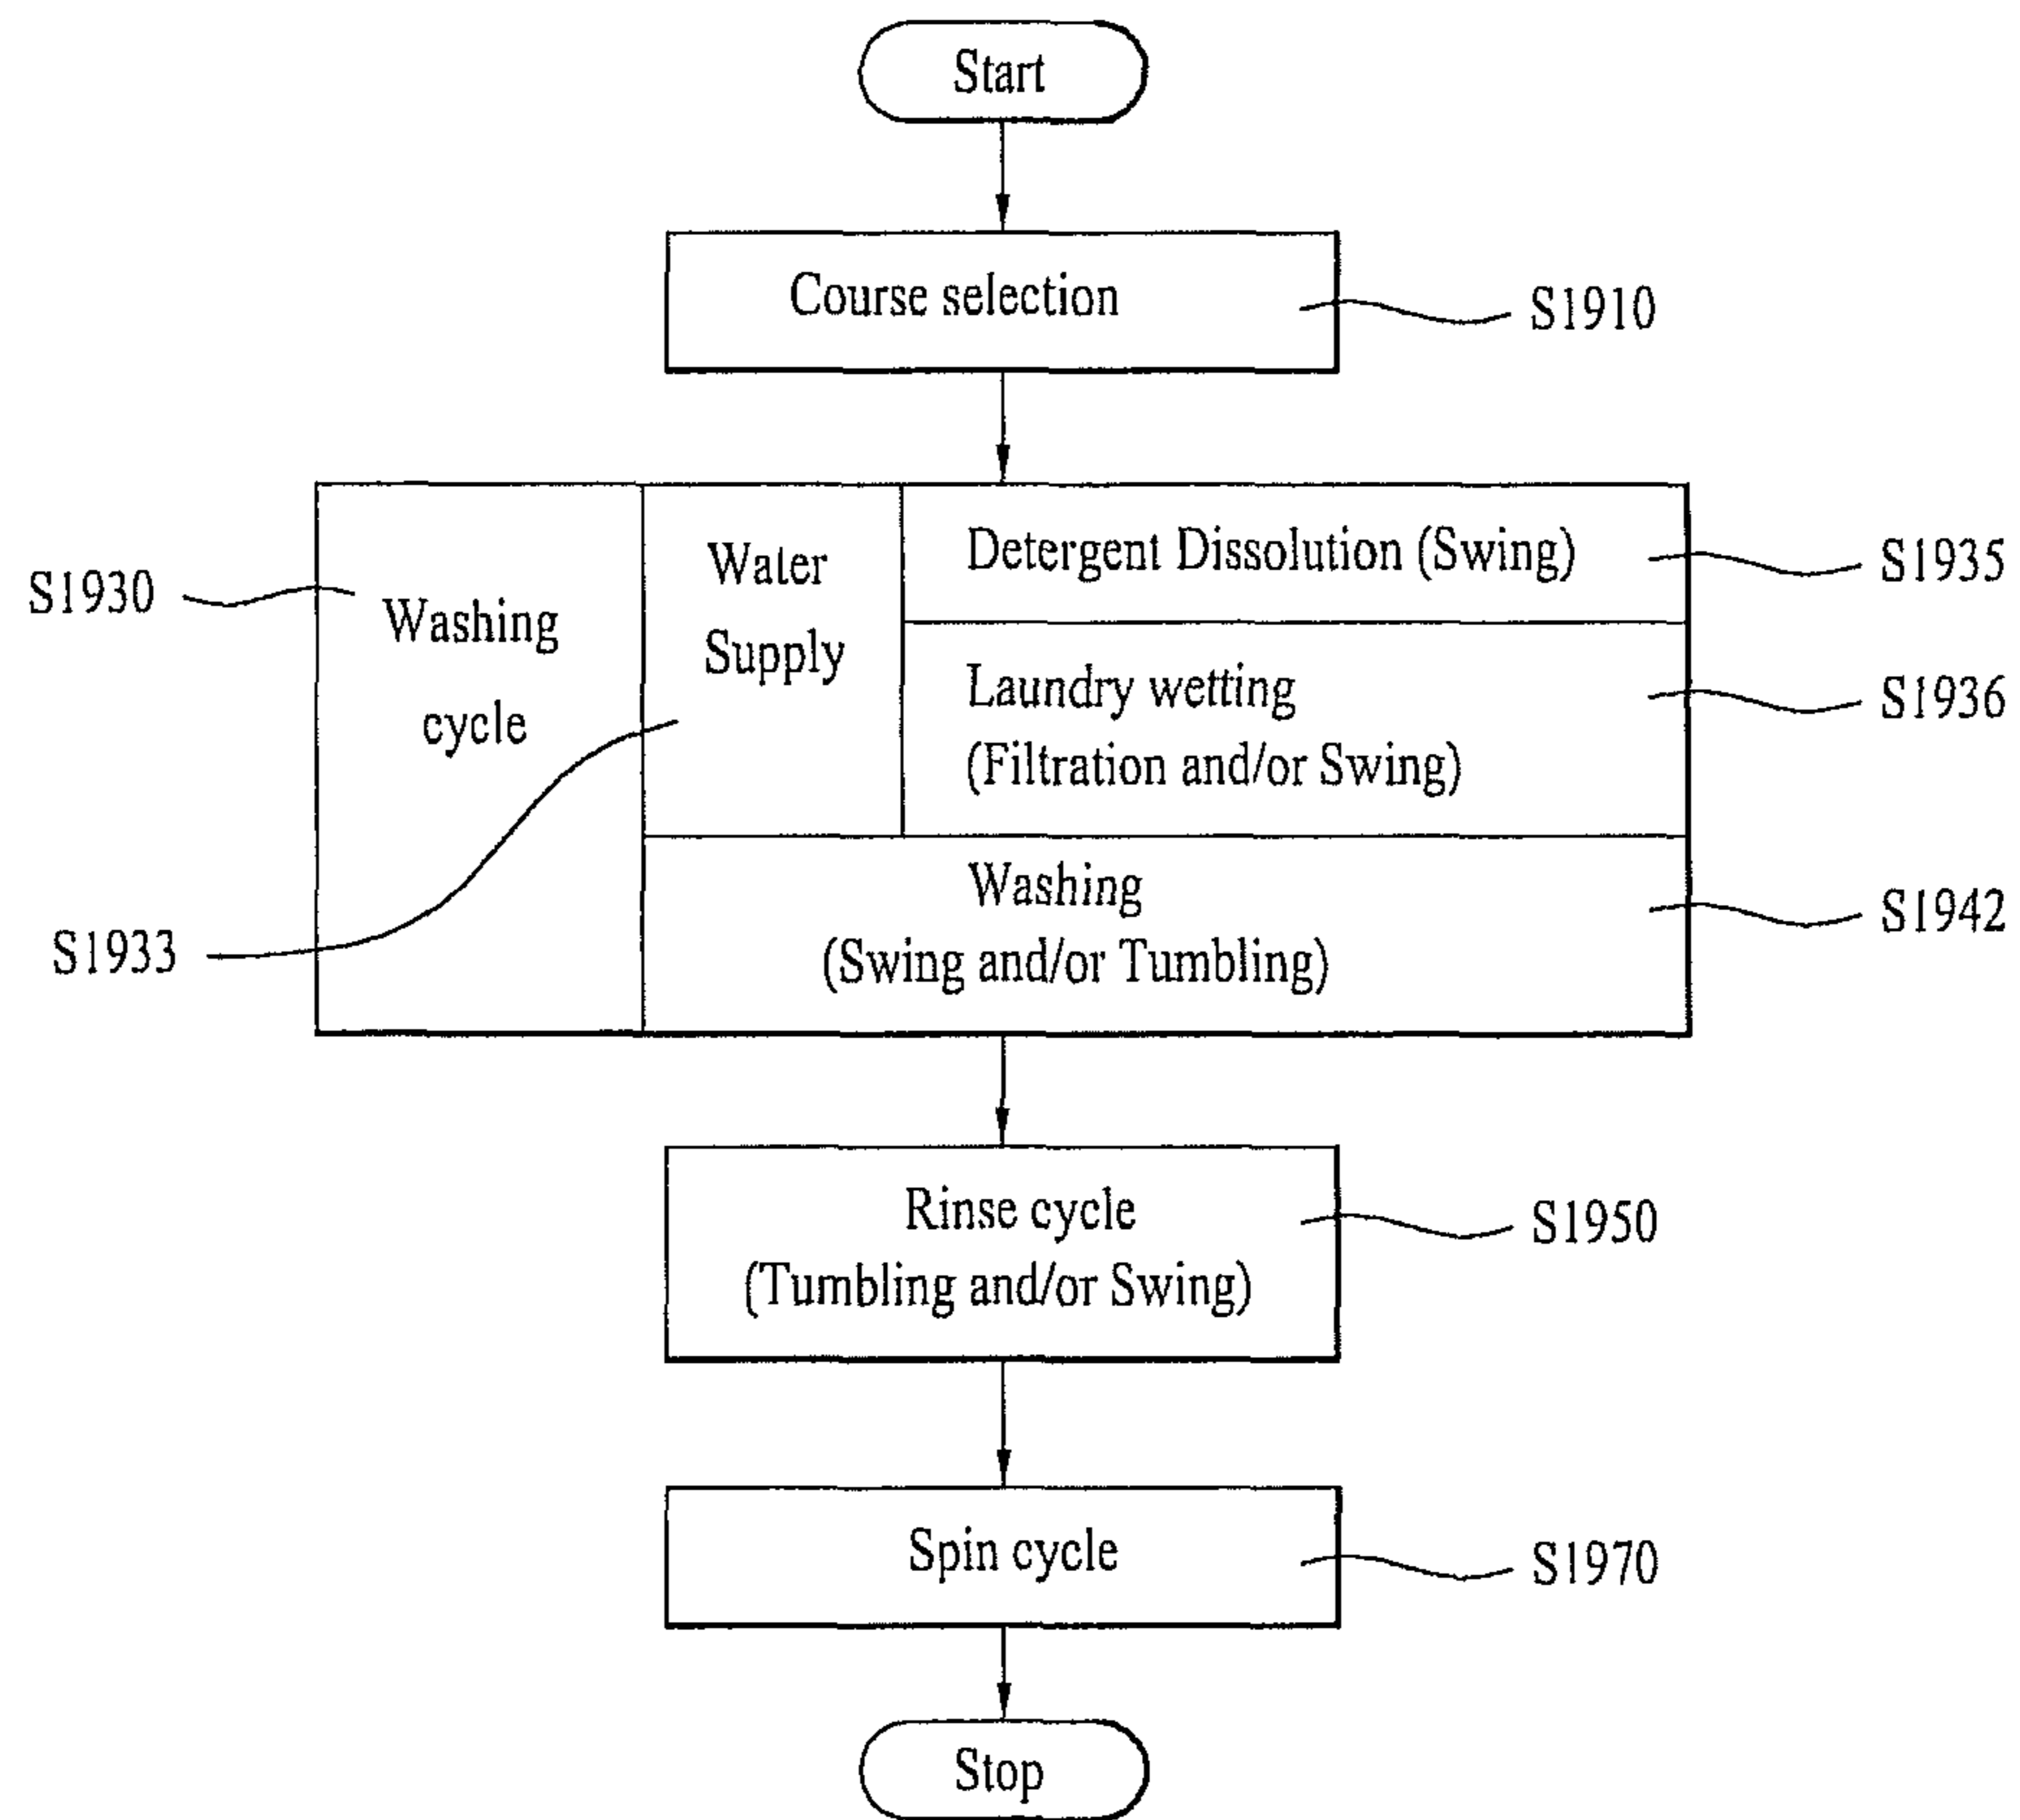 Start
Course selection
S1910
S1930
Washing
cycle
Water
Supply
S1933
Detergent Dissolution (Swing)
S1935
Laundry wetting
(Filtration and/or Swing)
S1936
Washing
(Swing and/or Tumbling)
S1942
Rinse cycle
(Tumbling and/or Swing)
S1950
Spin cycle
S1970
Stop